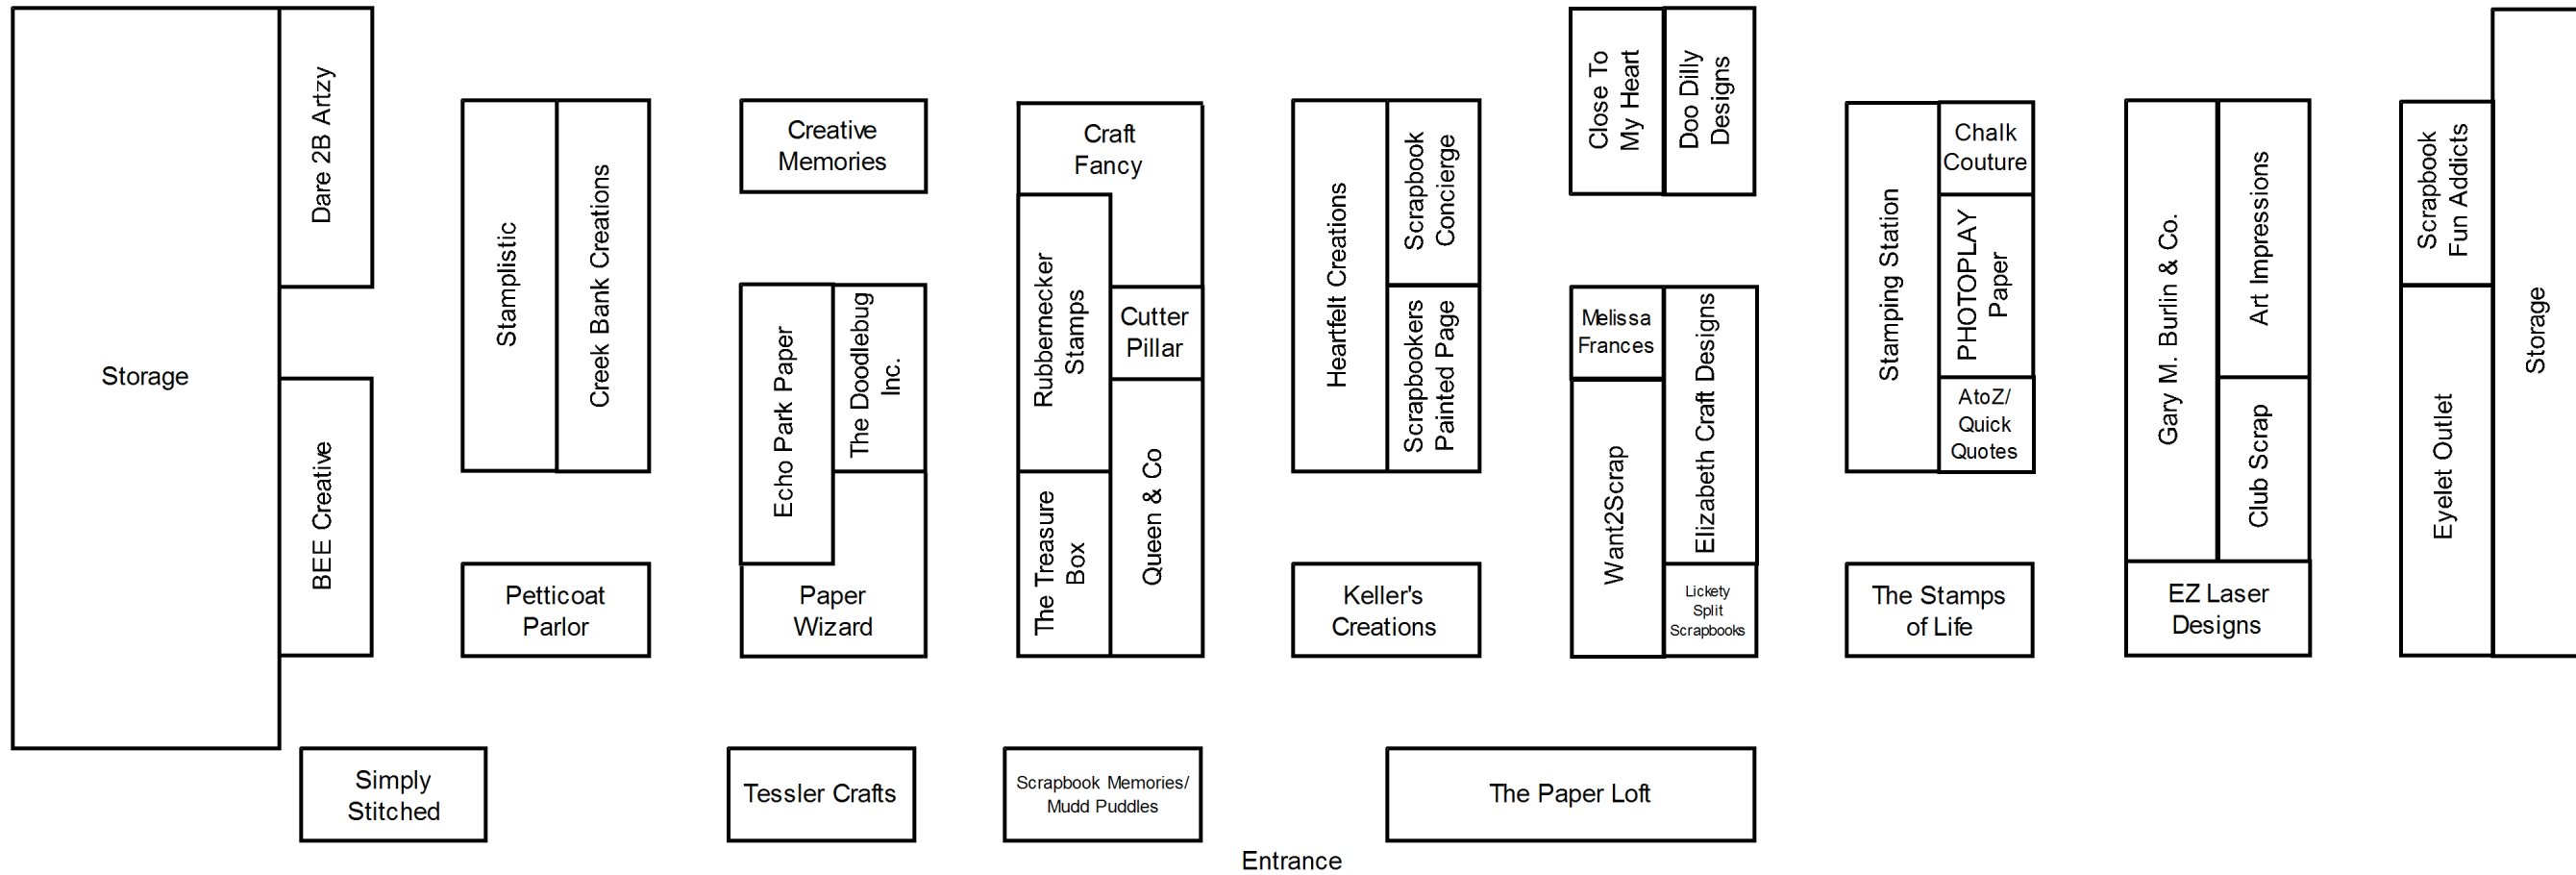 Storage
Dare 2B Artzy
BEE Creative
Simply
Stitched
Stamplistic
Creek Bank Creations
Petticoat
Parlor
Creative
Memories
Echo Park Paper
The Doodlebug
Inc.
Paper
Wizard
Tessler Crafts
Craft
Fancy
Rubbernecker
Stamps
Cutter
Pillar
The Treasure
Box
Queen & Co
Scrapbook Memories/
Mudd Puddles
Heartfelt Creations
Scrapbook
Concierge
Scrapbookers
Painted Page
Keller's
Creations
Close To
My Heart
Doo Dilly
Designs
Melissa
Frances
Want2Scrap
Elizabeth Craft Designs
Lickety
Split
Scrapbooks
The Paper Loft
Entrance
Stamping Station
Chalk
Couture
PHOTOPLAY
Paper
AtoZ/
Quick
Quotes
The Stamps
of Life
Gary M. Burlin & Co.
Art Impressions
Club Scrap
EZ Laser
Designs
Scrapbook
Fun Addicts
Eyelet Outlet
Storage